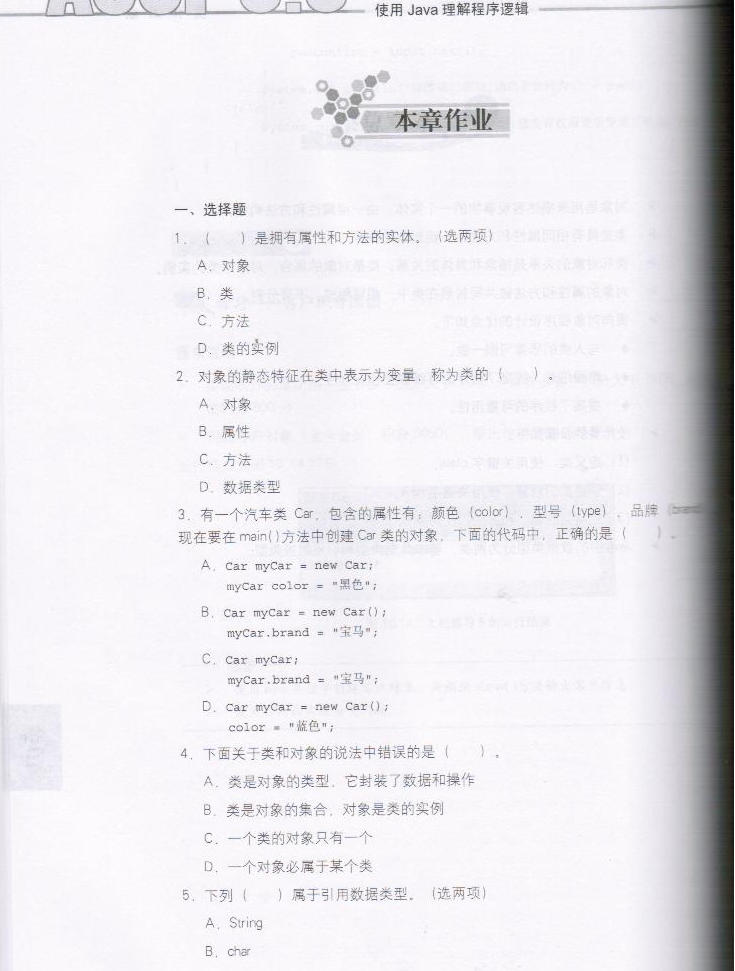 使用 Java 理解程序逻辑
本章作业
一、选择题
1．（ ）是拥有属性和方法的实体。（选两项）
A．对象
B．类
C．方法
D．类的实例
2．对象的静态特征在类中表示为变量，称为类的（ ）。
A．对象
B．属性
C．方法
D．数据类型
3．有一个汽车类 Car，包含的属性有：颜色（color）、型号（type）、品牌（brand
现在要在 main()方法中创建 Car 类的对象，下面的代码中，正确的是（ ）。
A．Car myCar = new Car;
myCar color = "黑色";
B．Car myCar = new Car();
myCar.brand = "宝马";
C．Car myCar;
myCar.brand = "宝马";
D．Car myCar = new Car();
color = "蓝色";
4．下面关于类和对象的说法中错误的是（ ）。
A．类是对象的类型，它封装了数据和操作
B．类是对象的集合，对象是类的实例
C．一个类的对象只有一个
D．一个对象必属于某个类
5．下列（ ）属于引用数据类型。（选两项）
A．String
B．char